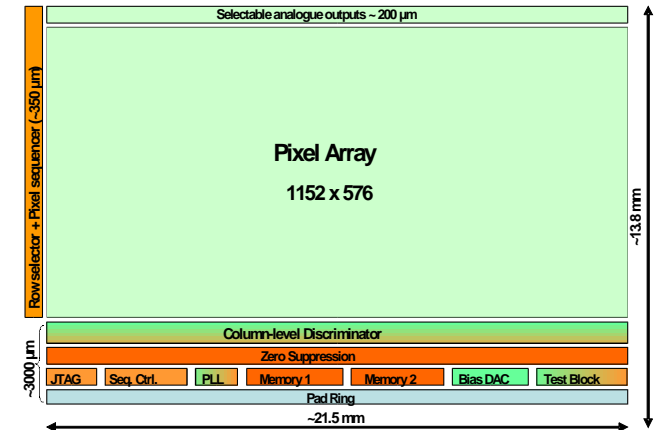 Selectable analogue outputs ~ 200 µm
Row selector + Pixel sequencer (~350 µm)
Pixel Array
1152 x 576
~13.8 mm
Column-level Discriminator
Zero Suppression
~3000 µm
JTAG
Seq. Ctrl.
PLL
Memory 1
Memory 2
Bias DAC
Test Block
Pad Ring
~21.5 mm